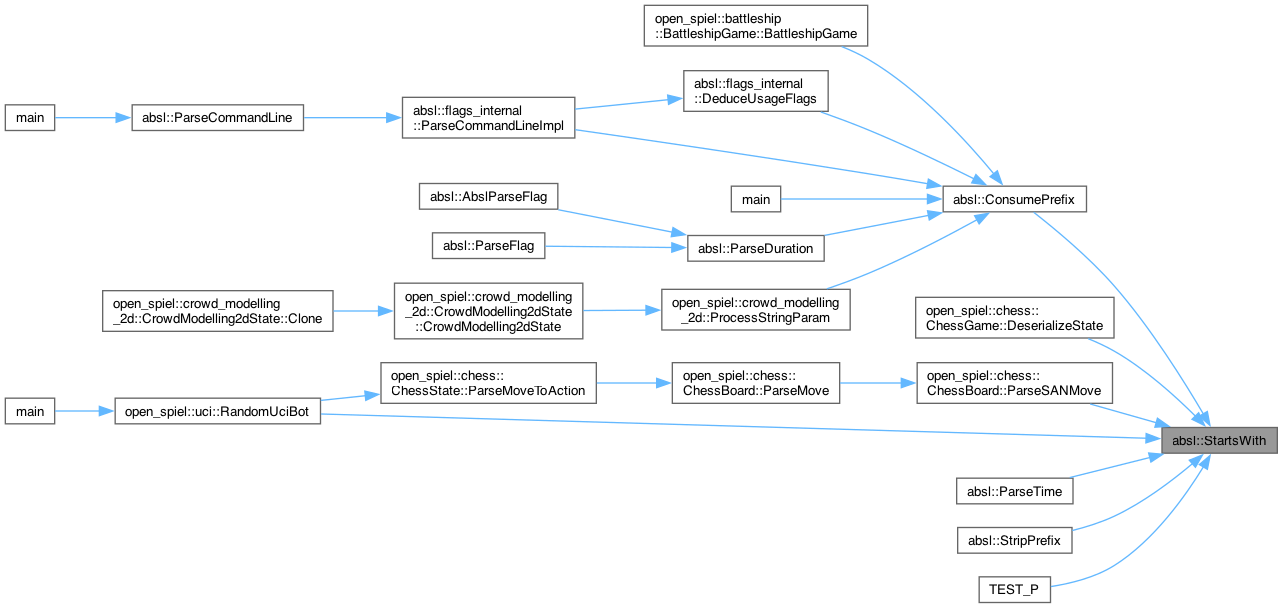 open_spiel::battleship
::BattleshipGame::BattleshipGame
absl::flags_internal
::DeduceUsageFlags
main
absl::ParseCommandLine
absl::flags_internal
::ParseCommandLineImpl
absl::AbslParseFlag
main
absl::ConsumePrefix
absl::ParseFlag
absl::ParseDuration
open_spiel::crowd_modelling
_2d::CrowdModelling2dState::Clone
open_spiel::crowd_modelling
_2d::CrowdModelling2dState
::CrowdModelling2dState
open_spiel::crowd_modelling
_2d::ProcessStringParam
open_spiel::chess::
ChessGame::DeserializeState
open_spiel::chess::
ChessState::ParseMoveToAction
open_spiel::chess::
ChessBoard::ParseMove
open_spiel::chess::
ChessBoard::ParseSANMove
main
open_spiel::uci::RandomUciBot
absl::StartsWith
absl::ParseTime
absl::StripPrefix
TEST_P